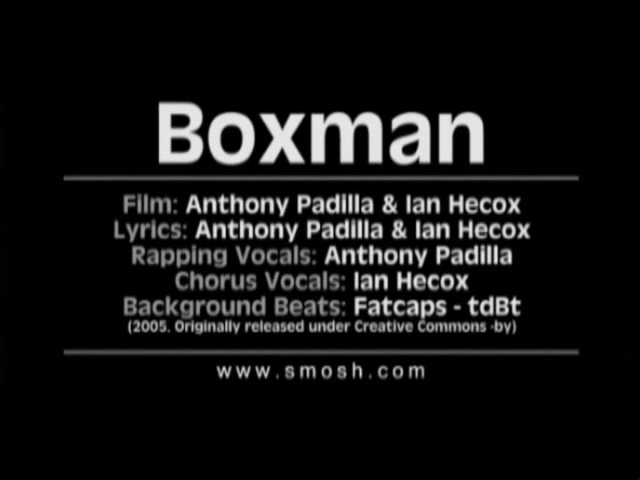 Boxman
Film: Anthony Padilla & Ian Hecox
Lyrics: Anthony Padilla & Ian Hecox
Rapping Vocals: Anthony Padilla
Chorus Vocals: Ian Hecox
Background Beats: Fatcaps - tdBt
(2005. Originally released under Creative Commons -by)
www.smosh.com